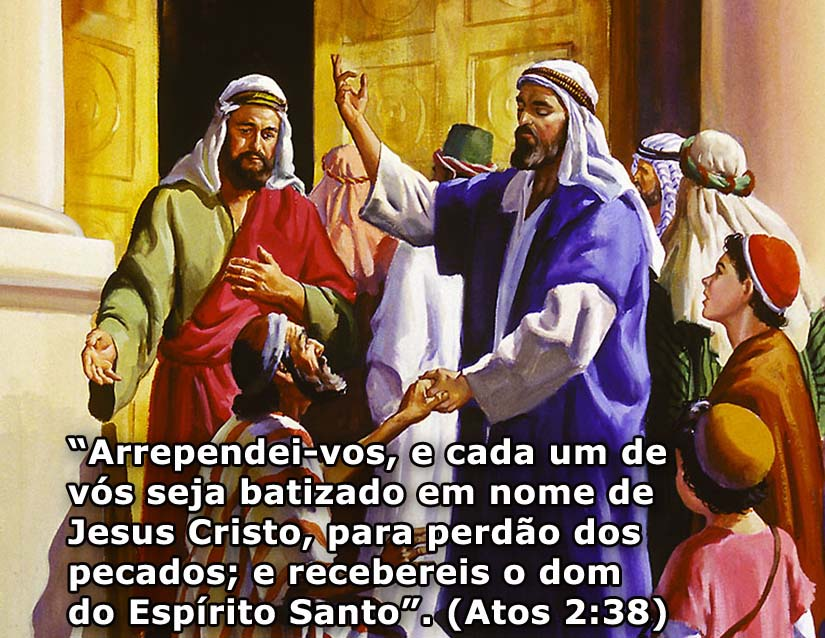 “Arrependei-vos, e cada um de
vós seja batizado em nome de
Jesus Cristo, para perdão dos
pecados; e recebereis o dom
do Espírito Santo”. (Atos 2:38)